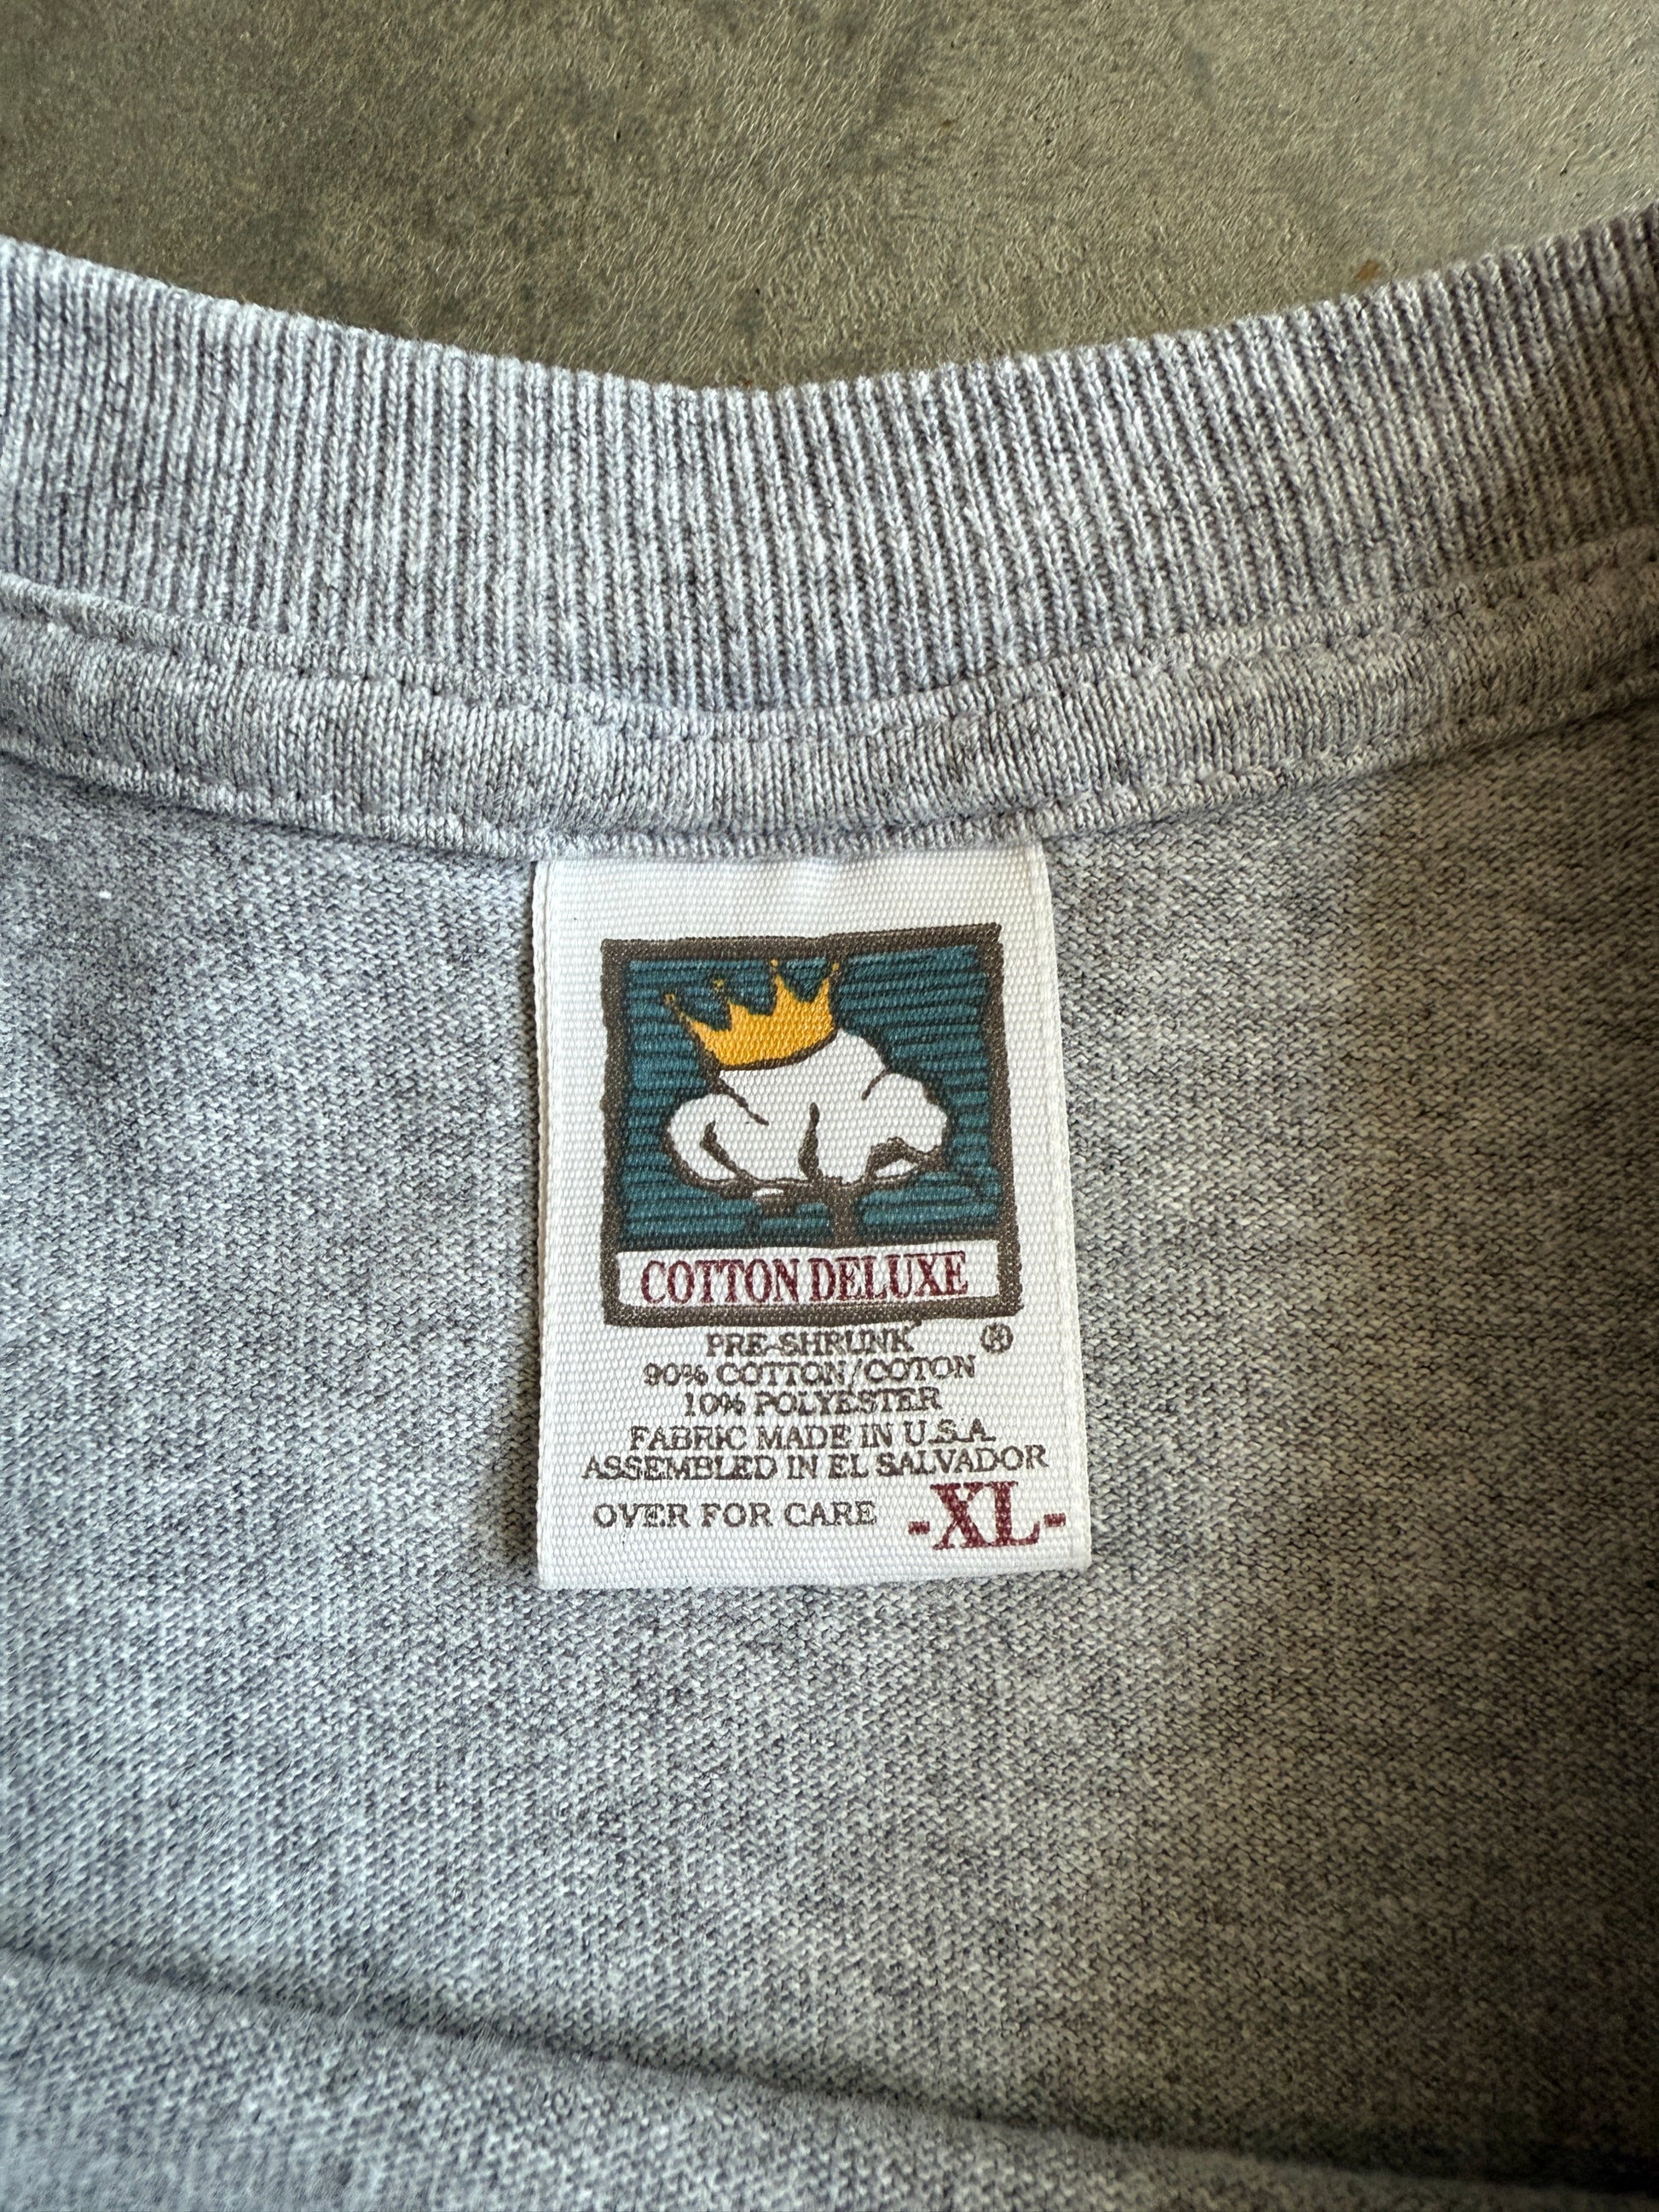 COTTON DELUXE
PRE-SHRUNK ®
90% COTTON/COTON
10% POLYESTER
FABRIC MADE IN U.S.A.
ASSEMBLED IN EL SALVADOR
OVER FOR CARE -XL-